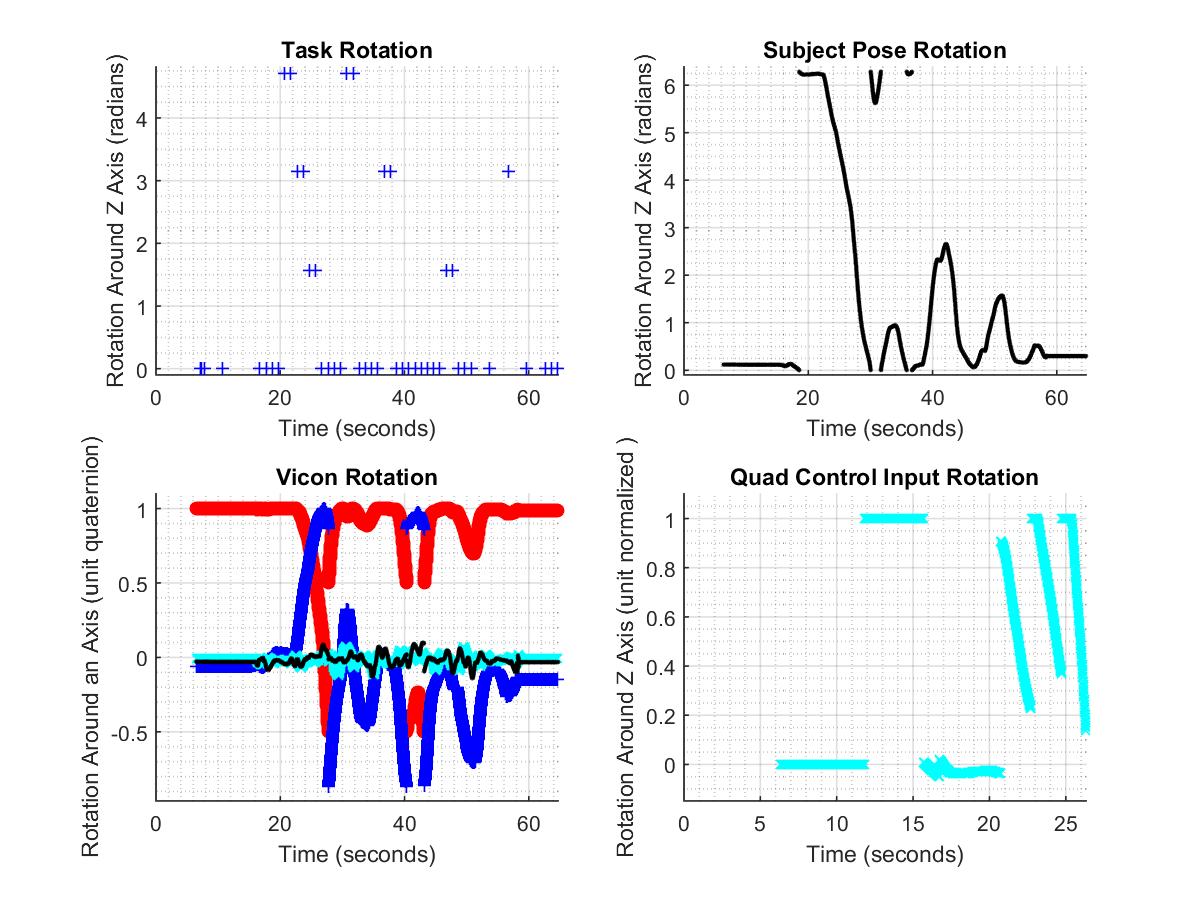 Task Rotation
Rotation Around Z Axis (radians)
4
3
2
1
0
0 20 40 60
Time (seconds)
Subject Pose Rotation
Rotation Around Z Axis (radians)
6
5
4
3
2
1
0
0 20 40 60
Time (seconds)
Vicon Rotation
Rotation Around an Axis (unit quaternion)
1
0.5
0
-0.5
0 20 40 60
Time (seconds)
Quad Control Input Rotation
Rotation Around Z Axis (unit normalized )
1
0.8
0.6
0.4
0.2
0
0 5 10 15 20 25
Time (seconds)